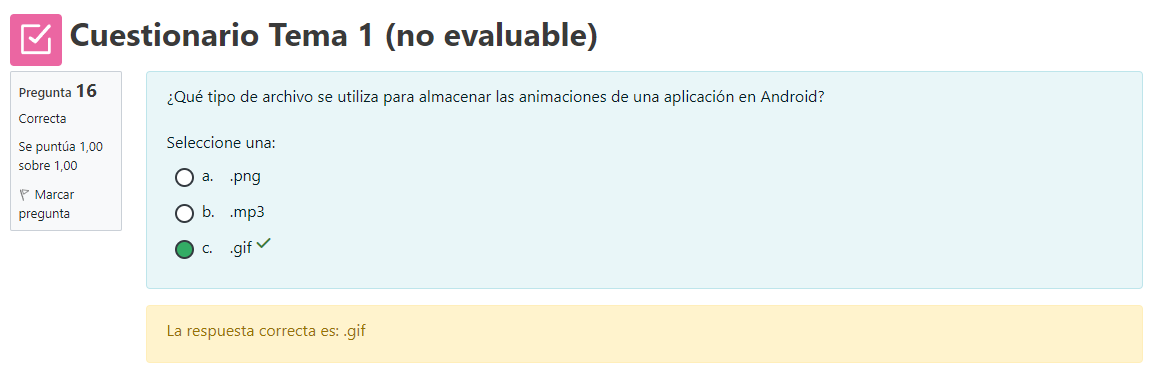 Cuestionario Tema 1 (no evaluable)
Pregunta 16
Correcta
Se puntúa 1,00
sobre 1,00
Marcar
pregunta
¿Qué tipo de archivo se utiliza para almacenar las animaciones de una aplicación en Android?
Seleccione una:
a. .png
b. .mp3
c. .gif
La respuesta correcta es: .gif